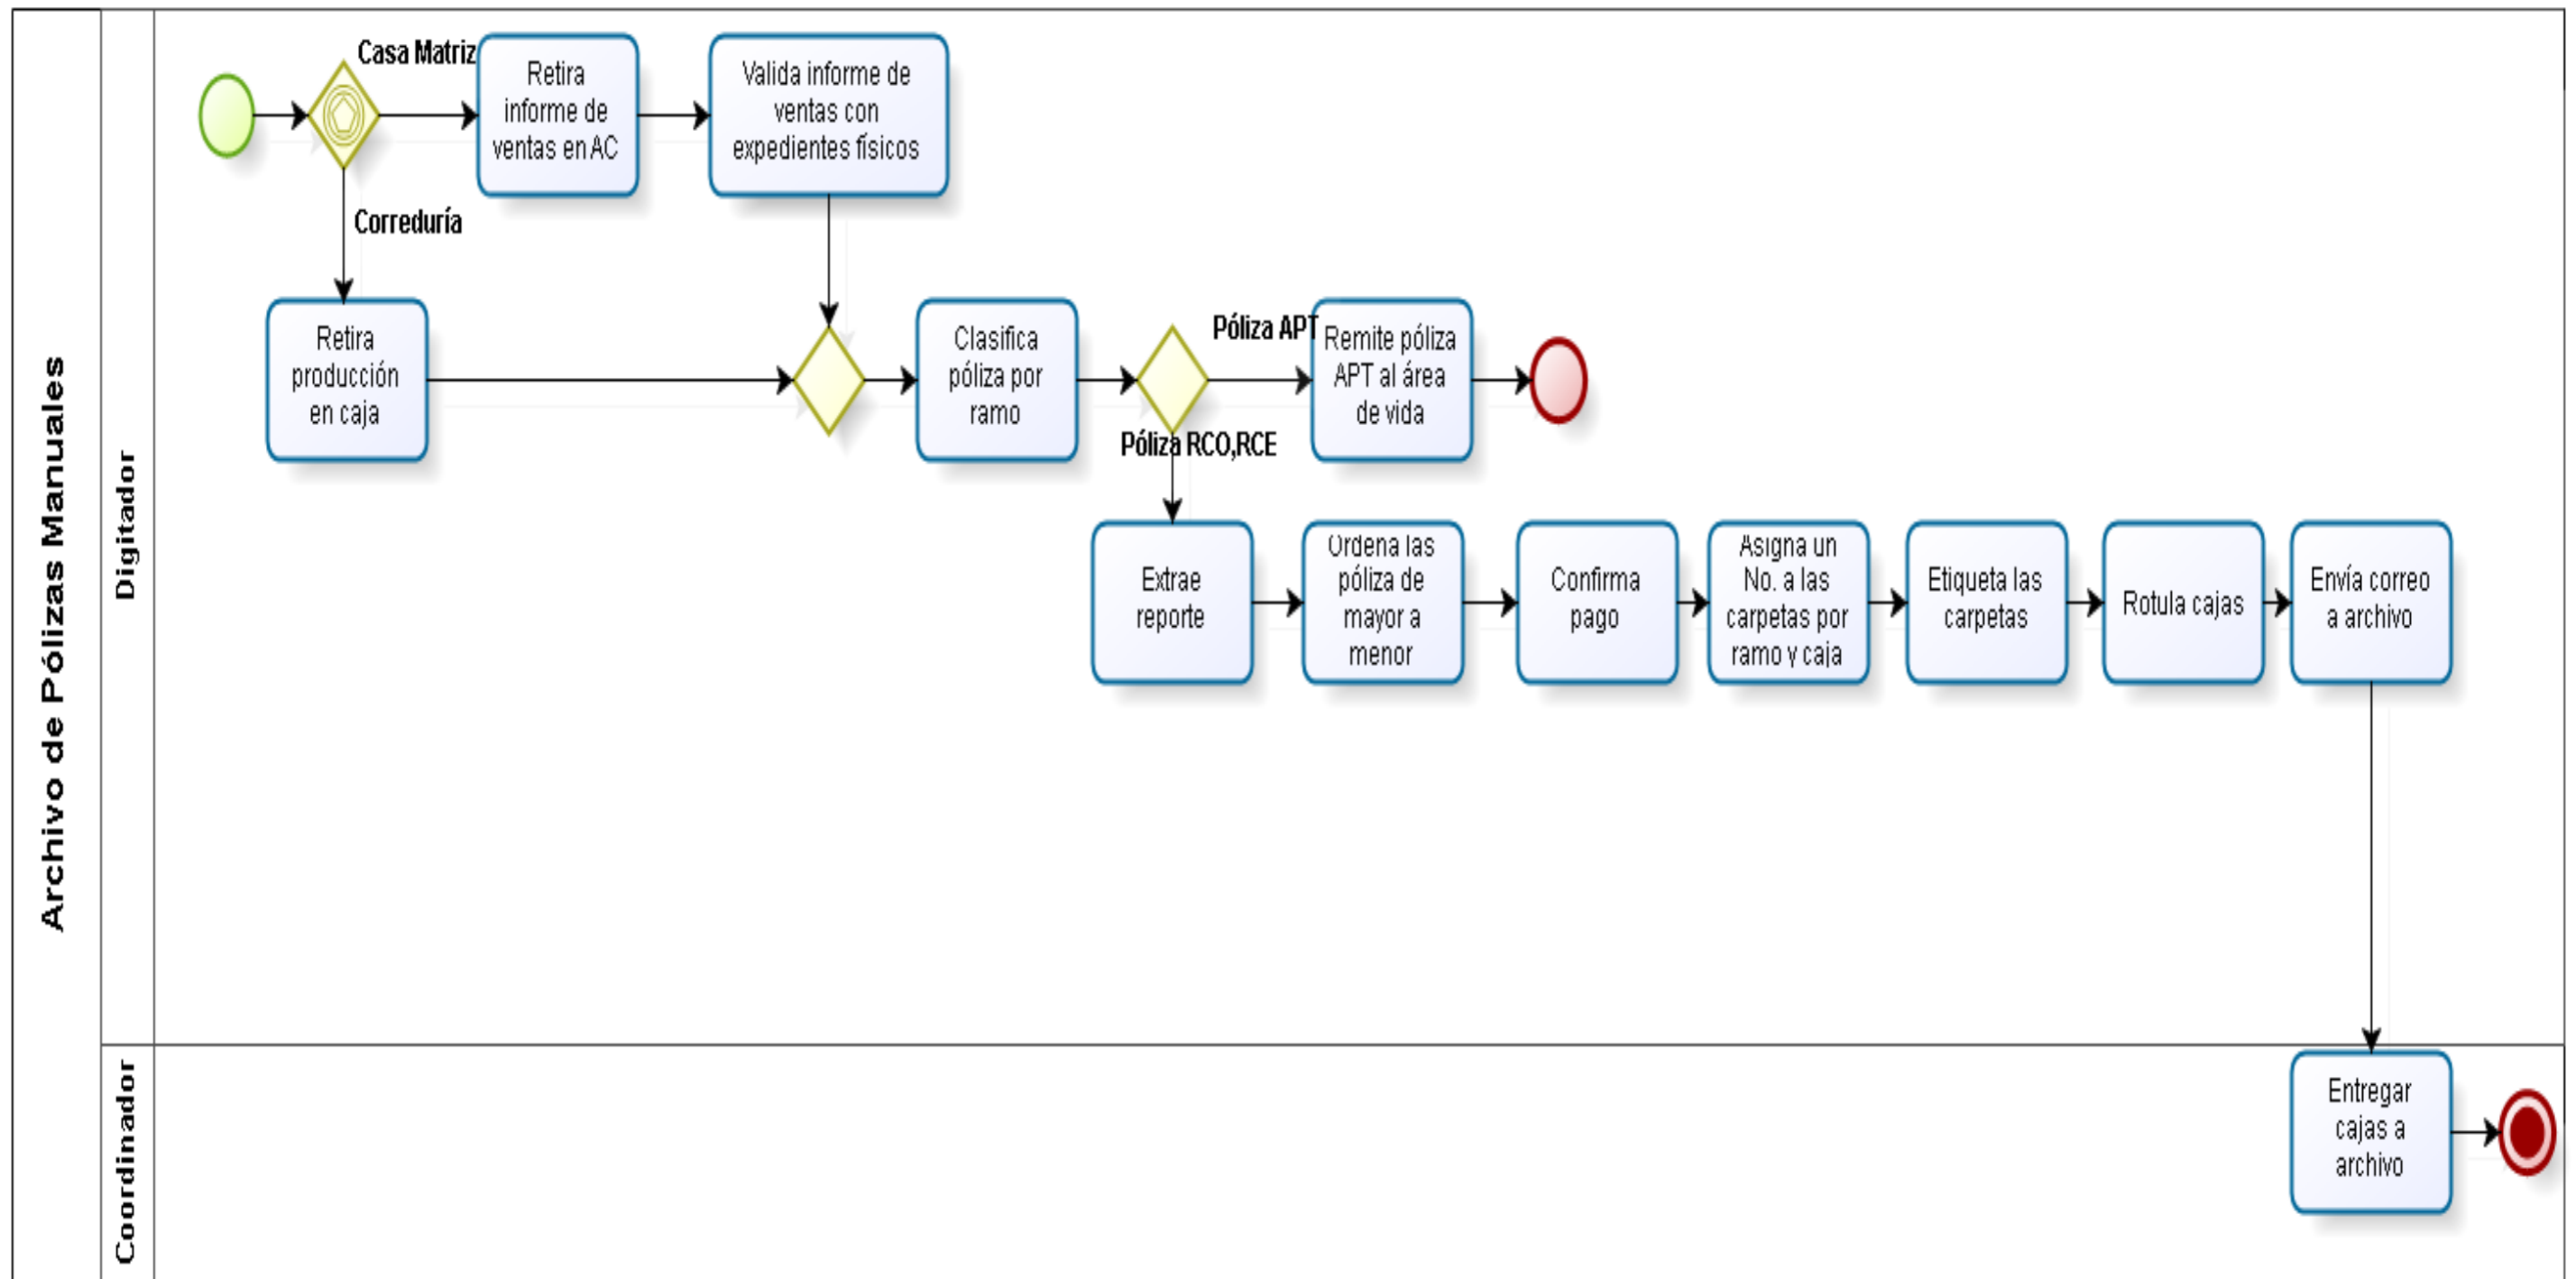 Archivo de Pólizas Manuales
Digitador
Coordinador
Casa Matriz
Retira
informe de
ventas en AC
Valida informe de
ventas con
expedientes físicos
Correduría
Retira
producción
en caja
Clasifica
póliza por
ramo
Póliza APT
Remite póliza
APT al área
de vida
Póliza RCO,RCE
Extrae
reporte
Ordena las
póliza de
mayor a
menor
Confirma
pago
Asigna un
No. a las
carpetas por
ramo y caja
Etiqueta las
carpetas
Rotula cajas
Envía correo
a archivo
Entregar
cajas a
archivo